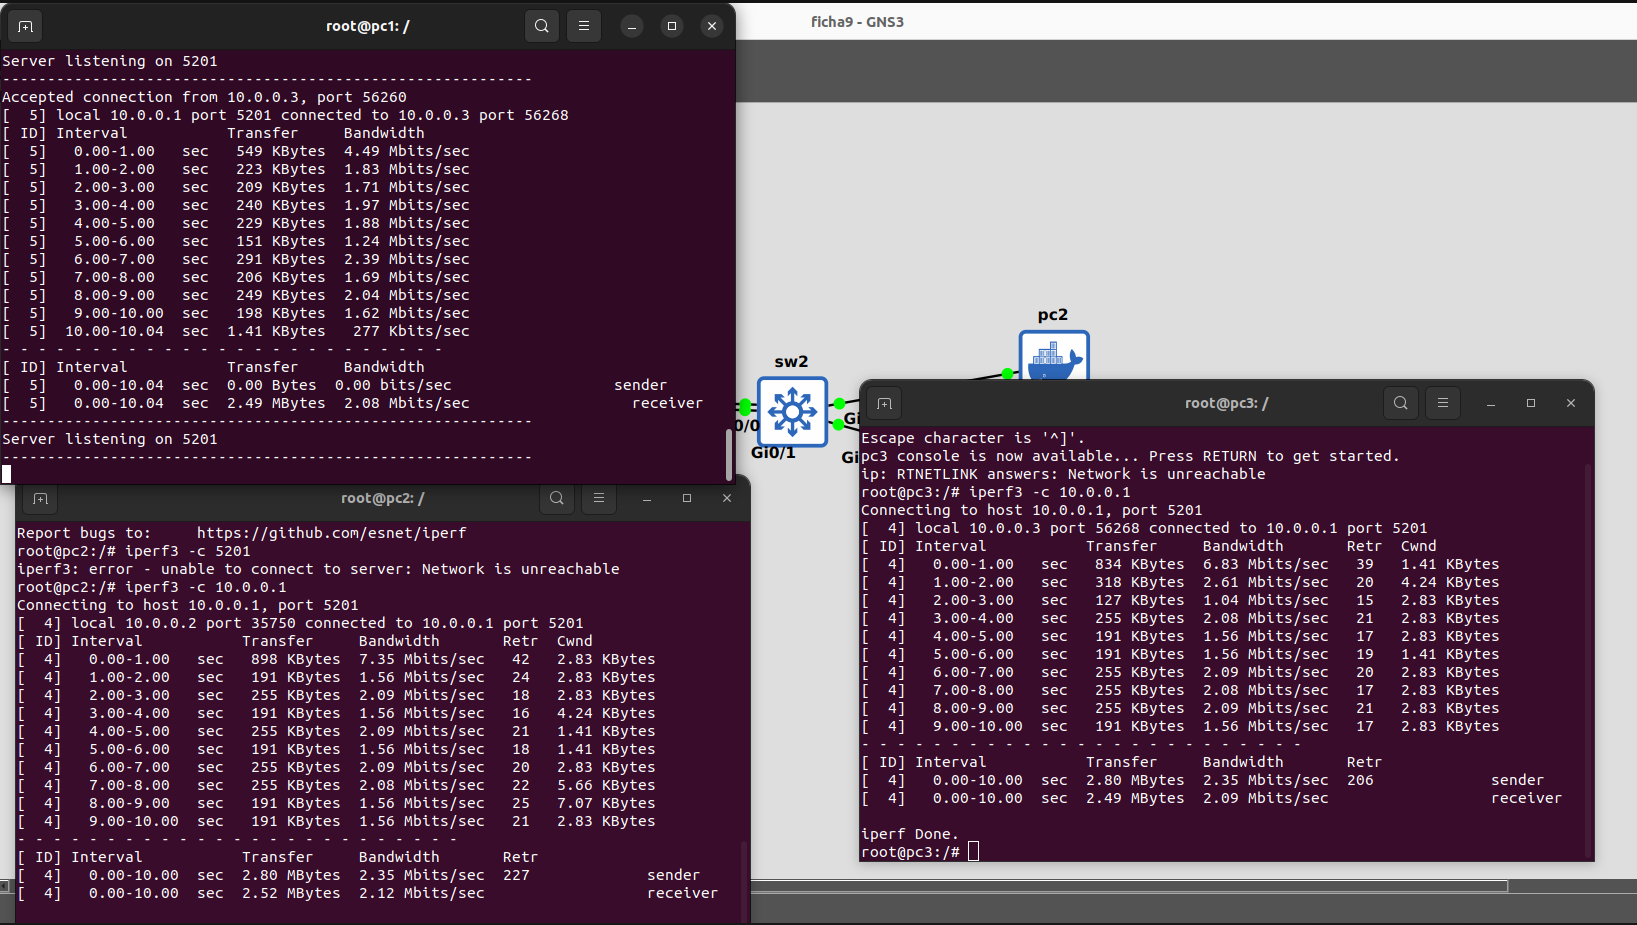 root@pc1: /
ficha9 - GNS3
Server listening on 5201
-----------------------------------------------------------
Accepted connection from 10.0.0.3, port 56260
[  5] local 10.0.0.1 port 5201 connected to 10.0.0.3 port 56268
[ ID] Interval           Transfer     Bandwidth
[  5]   0.00-1.00   sec   549 KBytes  4.49 Mbits/sec
[  5]   1.00-2.00   sec   223 KBytes  1.83 Mbits/sec
[  5]   2.00-3.00   sec   209 KBytes  1.71 Mbits/sec
[  5]   3.00-4.00   sec   240 KBytes  1.97 Mbits/sec
[  5]   4.00-5.00   sec   229 KBytes  1.88 Mbits/sec
[  5]   5.00-6.00   sec   151 KBytes  1.24 Mbits/sec
[  5]   6.00-7.00   sec   291 KBytes  2.39 Mbits/sec
[  5]   7.00-8.00   sec   206 KBytes  1.69 Mbits/sec
[  5]   8.00-9.00   sec   249 KBytes  2.04 Mbits/sec
[  5]   9.00-10.00  sec   198 KBytes  1.62 Mbits/sec
[  5]  10.00-10.04  sec  1.41 KBytes   277 Kbits/sec
- - - - - - - - - - - - - - - - - - - - - - - - -
[ ID] Interval           Transfer     Bandwidth
[  5]   0.00-10.04  sec  0.00 Bytes  0.00 bits/sec                  sender
[  5]   0.00-10.04  sec  2.49 MBytes  2.08 Mbits/sec                  receiver
-----------------------------------------------------------
Server listening on 5201
-----------------------------------------------------------
pc2
sw2
0/0
Gi0/1
Gi
Gi
root@pc2: /
Report bugs to:     https://github.com/esnet/iperf
root@pc2:/# iperf3 -c 5201
iperf3: error - unable to connect to server: Network is unreachable
root@pc2:/# iperf3 -c 10.0.0.1
Connecting to host 10.0.0.1, port 5201
[  4] local 10.0.0.2 port 35750 connected to 10.0.0.1 port 5201
[ ID] Interval           Transfer     Bandwidth       Retr  Cwnd
[  4]   0.00-1.00   sec   898 KBytes  7.35 Mbits/sec   42   2.83 KBytes
[  4]   1.00-2.00   sec   191 KBytes  1.56 Mbits/sec   24   2.83 KBytes
[  4]   2.00-3.00   sec   255 KBytes  2.09 Mbits/sec   18   2.83 KBytes
[  4]   3.00-4.00   sec   191 KBytes  1.56 Mbits/sec   16   4.24 KBytes
[  4]   4.00-5.00   sec   255 KBytes  2.09 Mbits/sec   21   1.41 KBytes
[  4]   5.00-6.00   sec   191 KBytes  1.56 Mbits/sec   18   1.41 KBytes
[  4]   6.00-7.00   sec   255 KBytes  2.09 Mbits/sec   20   2.83 KBytes
[  4]   7.00-8.00   sec   255 KBytes  2.08 Mbits/sec   22   5.66 KBytes
[  4]   8.00-9.00   sec   191 KBytes  1.56 Mbits/sec   25   7.07 KBytes
[  4]   9.00-10.00  sec   191 KBytes  1.56 Mbits/sec   21   2.83 KBytes
- - - - - - - - - - - - - - - - - - - - - - - - -
[ ID] Interval           Transfer     Bandwidth       Retr
[  4]   0.00-10.00  sec  2.80 MBytes  2.35 Mbits/sec  227             sender
[  4]   0.00-10.00  sec  2.52 MBytes  2.12 Mbits/sec                  receiver
root@pc3: /
Escape character is '^]'.
pc3 console is now available... Press RETURN to get started.
ip: RTNETLINK answers: Network is unreachable
root@pc3:/# iperf3 -c 10.0.0.1
Connecting to host 10.0.0.1, port 5201
[  4] local 10.0.0.3 port 56268 connected to 10.0.0.1 port 5201
[ ID] Interval           Transfer     Bandwidth       Retr  Cwnd
[  4]   0.00-1.00   sec   834 KBytes  6.83 Mbits/sec   39   1.41 KBytes
[  4]   1.00-2.00   sec   318 KBytes  2.61 Mbits/sec   20   4.24 KBytes
[  4]   2.00-3.00   sec   127 KBytes  1.04 Mbits/sec   15   2.83 KBytes
[  4]   3.00-4.00   sec   255 KBytes  2.08 Mbits/sec   21   2.83 KBytes
[  4]   4.00-5.00   sec   191 KBytes  1.56 Mbits/sec   17   2.83 KBytes
[  4]   5.00-6.00   sec   191 KBytes  1.56 Mbits/sec   19   1.41 KBytes
[  4]   6.00-7.00   sec   255 KBytes  2.09 Mbits/sec   20   2.83 KBytes
[  4]   7.00-8.00   sec   255 KBytes  2.08 Mbits/sec   17   2.83 KBytes
[  4]   8.00-9.00   sec   255 KBytes  2.09 Mbits/sec   21   2.83 KBytes
[  4]   9.00-10.00  sec   191 KBytes  1.56 Mbits/sec   17   2.83 KBytes
- - - - - - - - - - - - - - - - - - - - - - - - -
[ ID] Interval           Transfer     Bandwidth       Retr
[  4]   0.00-10.00  sec  2.80 MBytes  2.35 Mbits/sec  206             sender
[  4]   0.00-10.00  sec  2.49 MBytes  2.09 Mbits/sec                  receiver
iperf Done.
root@pc3:/#